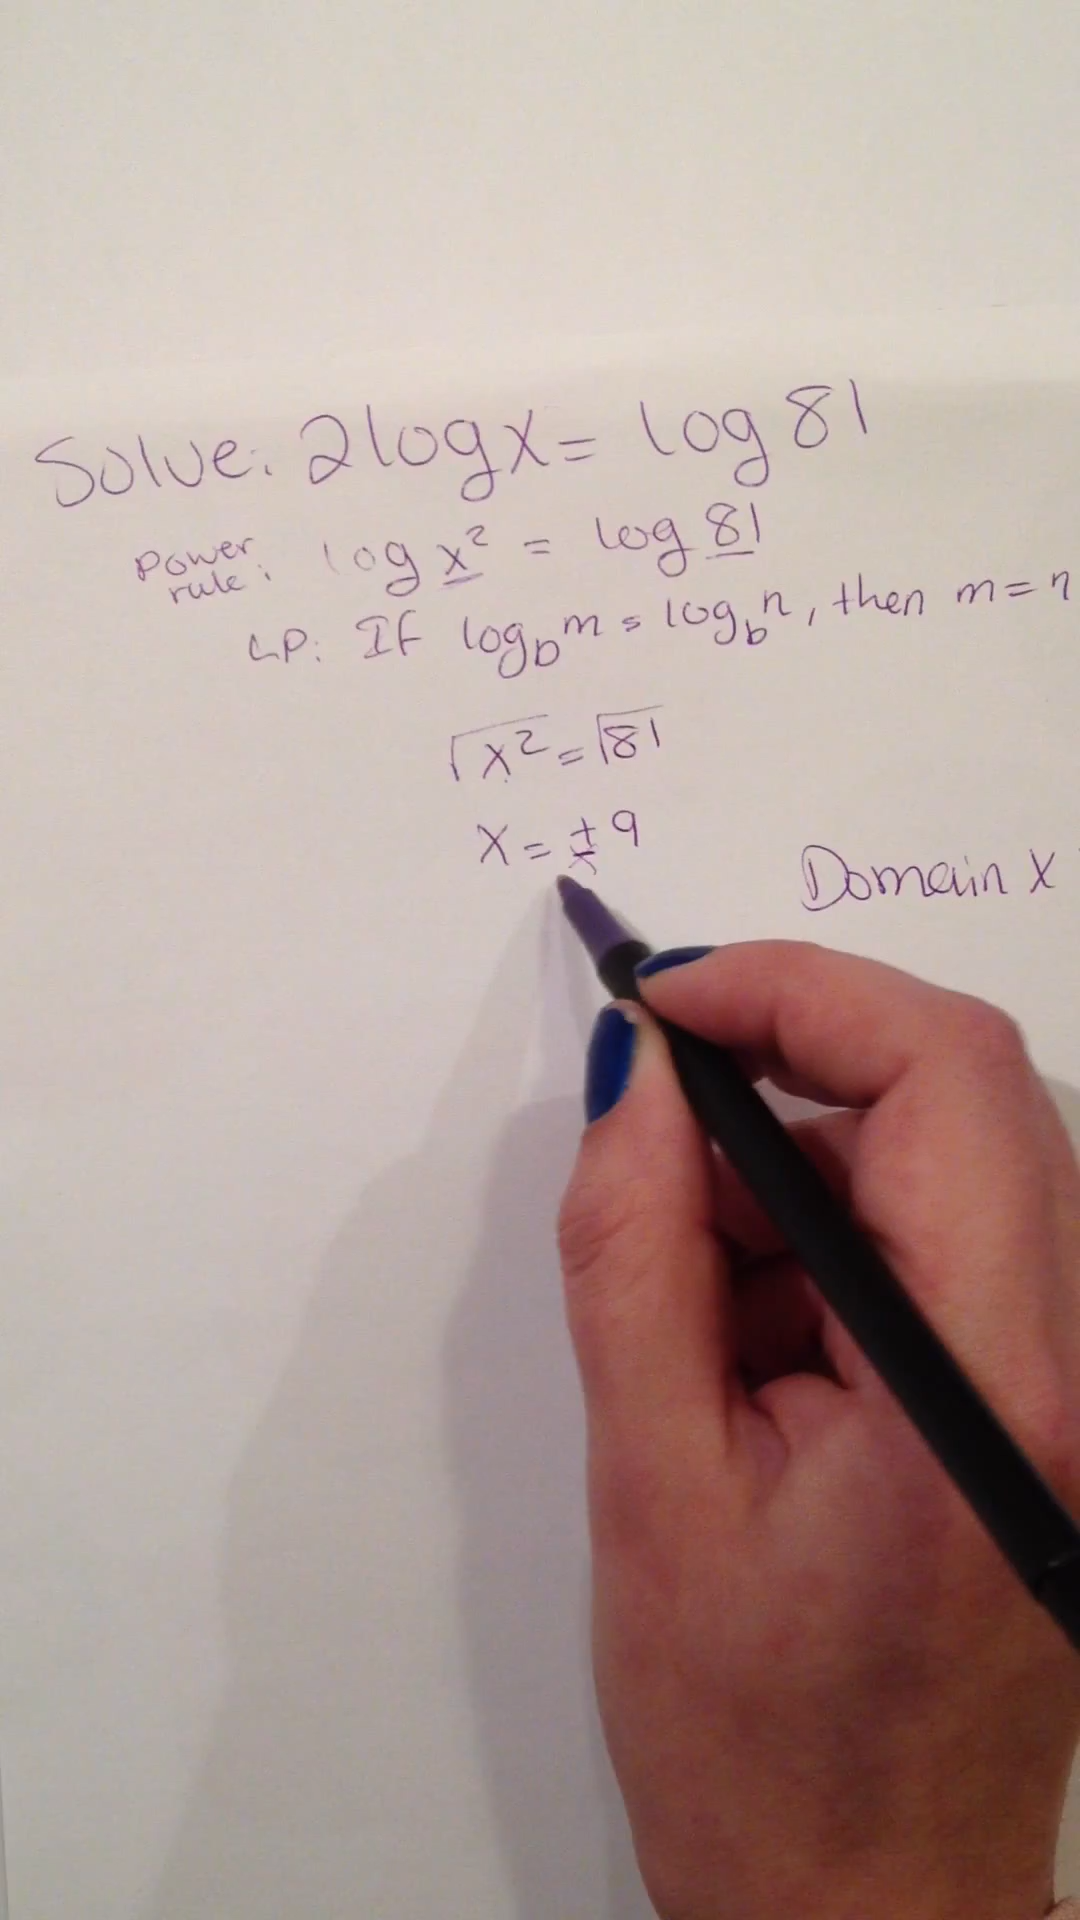 Solve: 2logx = log 81
Power rule: log x² = log 81
LP: If log_b m = log_b n, then m = n
√x² = √81
x = ± 9
Domain x